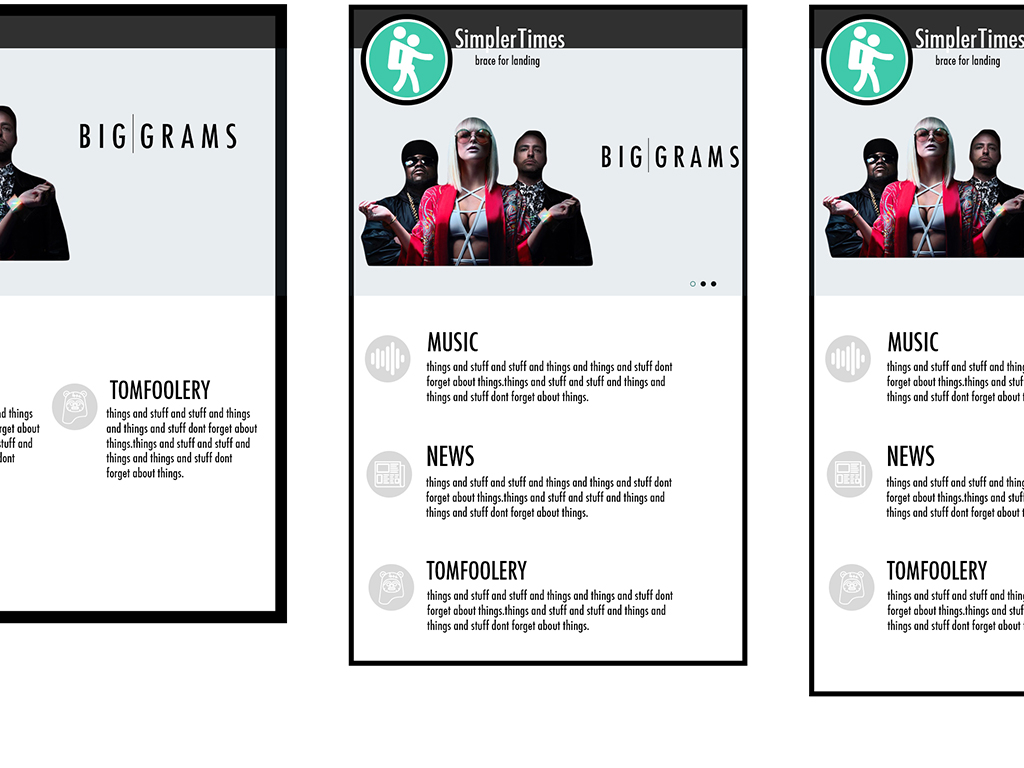 BIG|GRAMS
d things
rget about
tuff and
dont
TOMFOOLERY
things and stuff and stuff and things
and things and stuff dont forget about
things.things and stuff and stuff and
things and things and stuff dont
forget about things.
SimplerTimes
brace for landing
BIG|GRAMS
MUSIC
things and stuff and stuff and things and things and stuff dont
forget about things.things and stuff and stuff and things and
things and stuff dont forget about things.
NEWS
things and stuff and stuff and things and things and stuff dont
forget about things.things and stuff and stuff and things and
things and stuff dont forget about things.
TOMFOOLERY
things and stuff and stuff and things and things and stuff dont
forget about things.things and stuff and stuff and things and
things and stuff dont forget about things.
SimplerTimes
brace for landing
MUSIC
things and stuff and stuff and thing
forget about things.things and stuff
things and stuff dont forget about t
NEWS
things and stuff and stuff and thing
forget about things.things and stuff
things and stuff dont forget about t
TOMFOOLERY
things and stuff and stuff and thing
forget about things.things and stuff
things and stuff dont forget about t